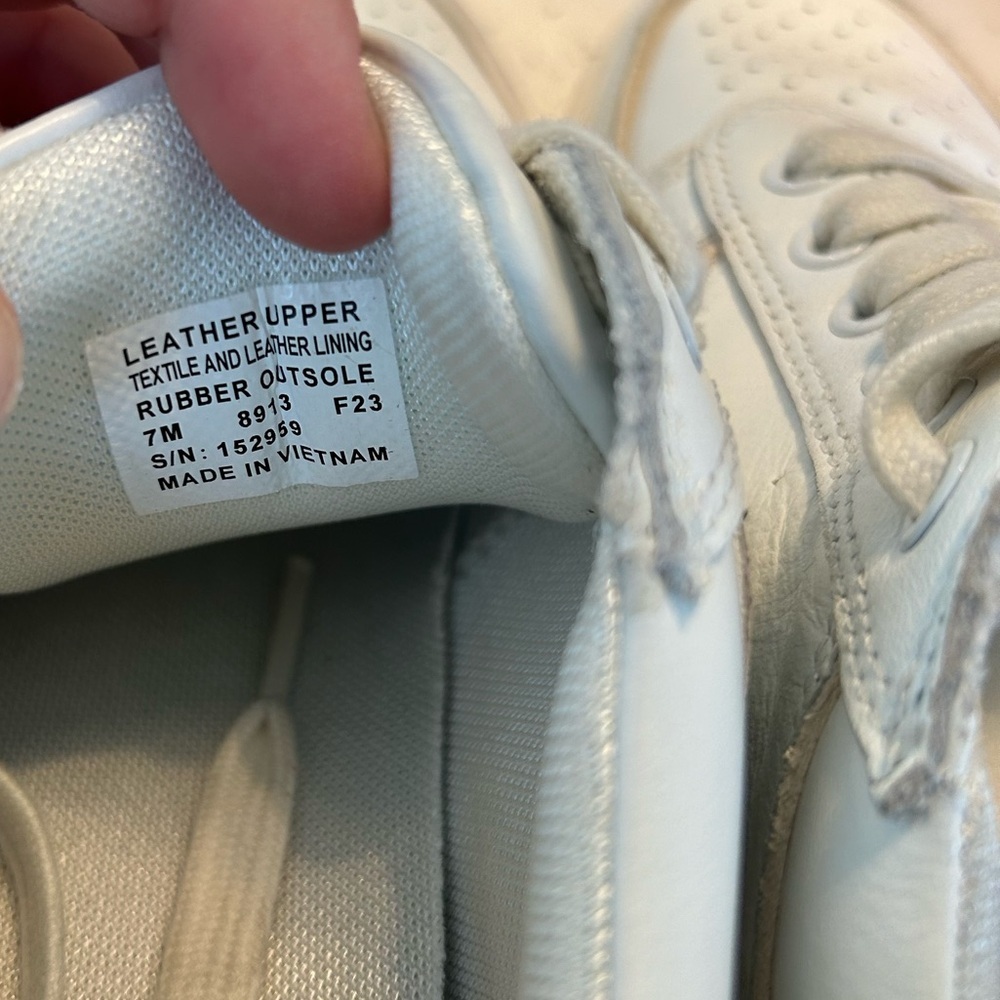 LEATHER UPPER
TEXTILE AND LEATHER LINING
RUBBER OUTSOLE
7M 8913 F23
S/N: 152959
MADE IN VIETNAM